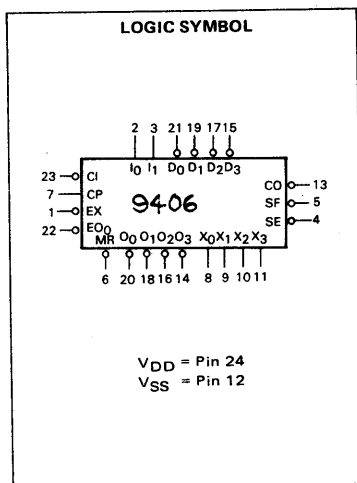 LOGIC SYMBOL
2 3 21 19 17 15
I0 I1 D0 D1 D2 D3
23 CI
7 CP
1 EX
22 EO0
9406
CO 13
SF 5
SE 4
MR O0 O1 O2 O3 X0 X1 X2 X3
6 20 18 16 14 8 9 10 11
VDD = Pin 24
VSS = Pin 12